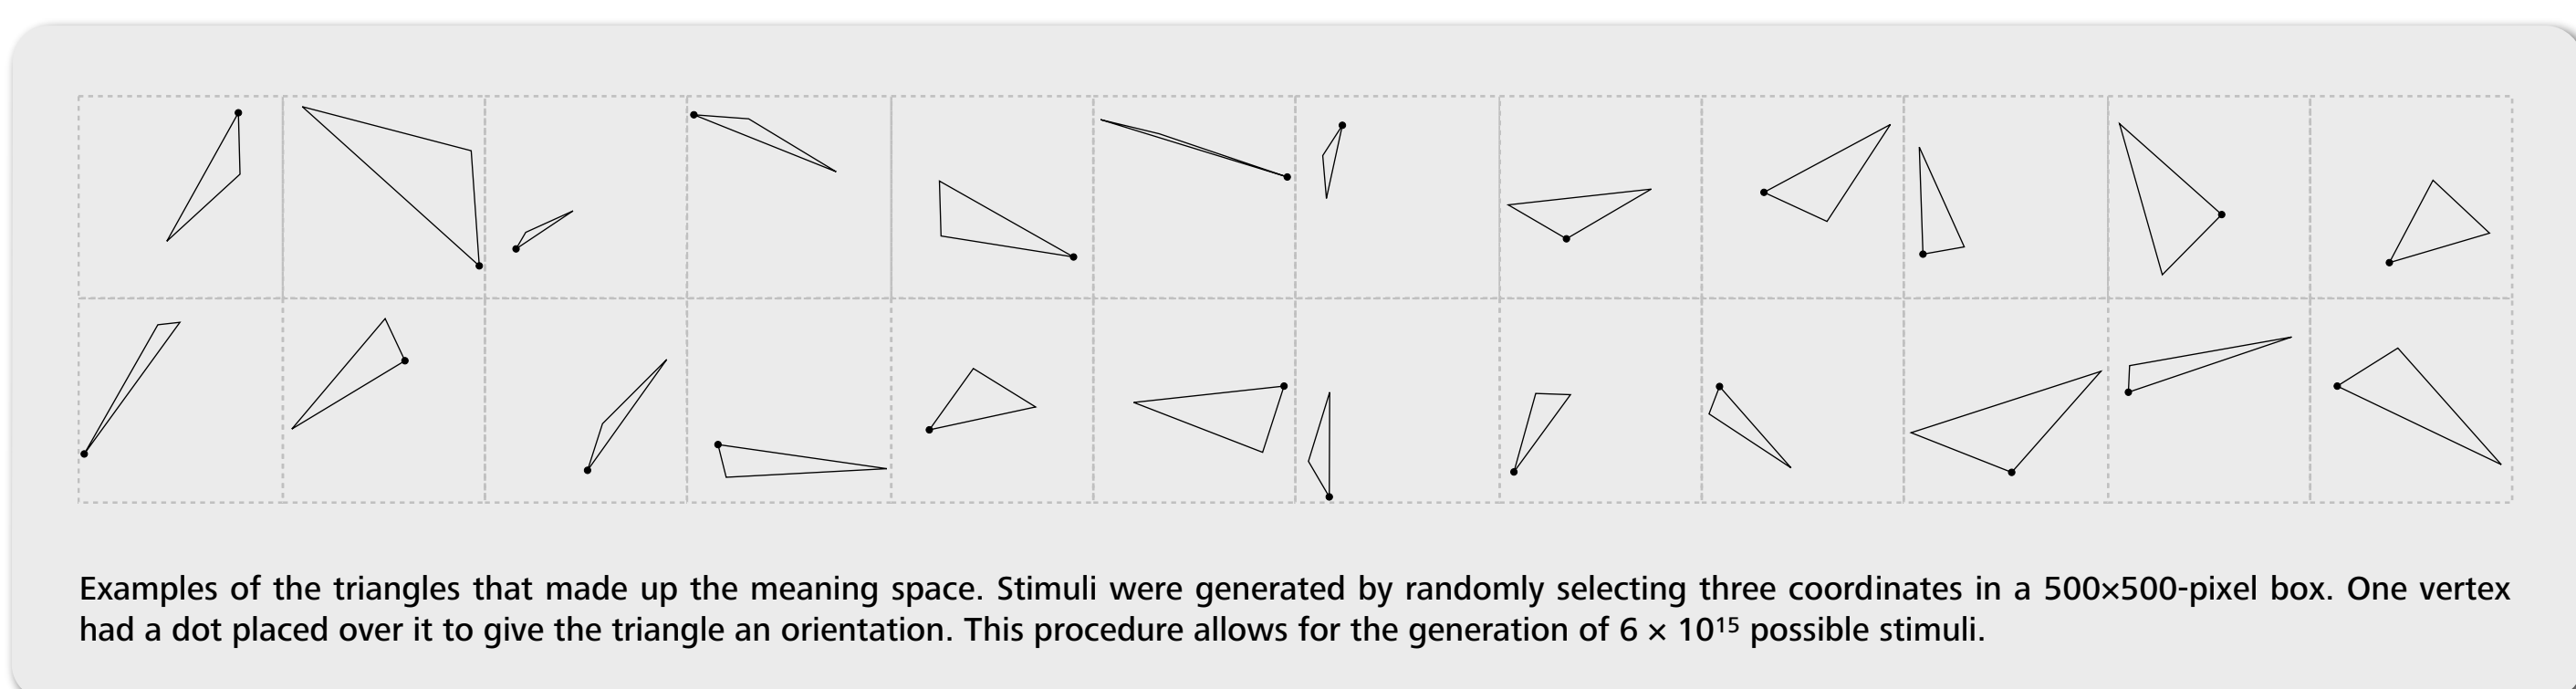 Examples of the triangles that made up the meaning space. Stimuli were generated by randomly selecting three coordinates in a 500×500-pixel box. One vertex
had a dot placed over it to give the triangle an orientation. This procedure allows for the generation of 6 × 10¹⁵ possible stimuli.